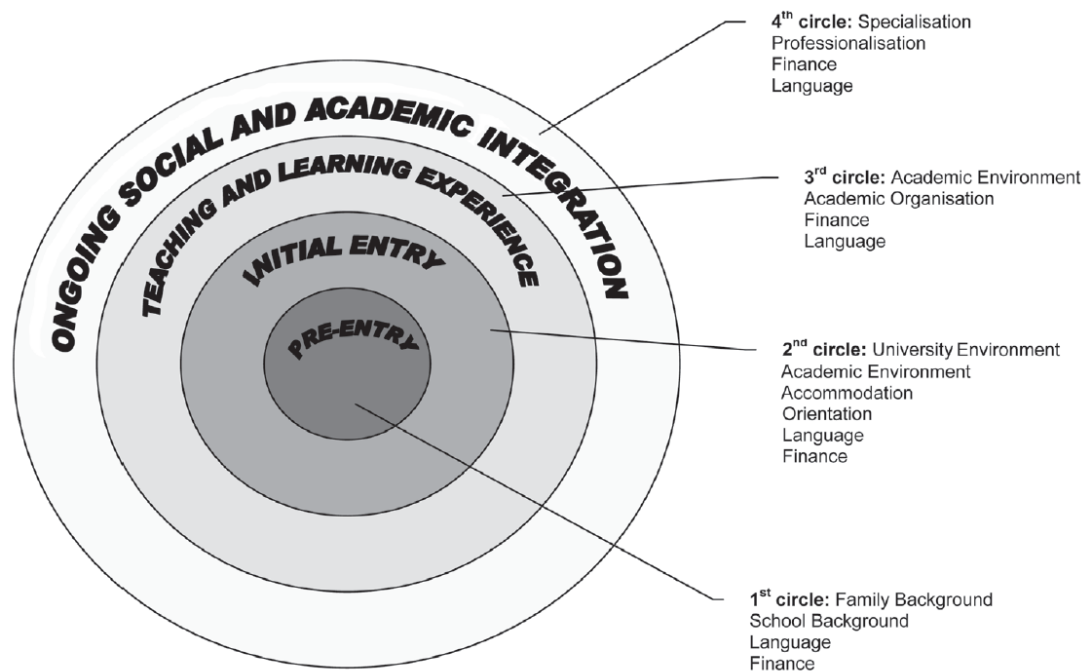 4th circle: Specialisation
Professionalisation
Finance
Language
ONGOING SOCIAL AND ACADEMIC INTEGRATION
TEACHING AND LEARNING EXPERIENCE
3rd circle: Academic Environment
Academic Organisation
Finance
Language
INITIAL ENTRY
PRE-ENTRY
2nd circle: University Environment
Academic Environment
Accommodation
Orientation
Language
Finance
1st circle: Family Background
School Background
Language
Finance